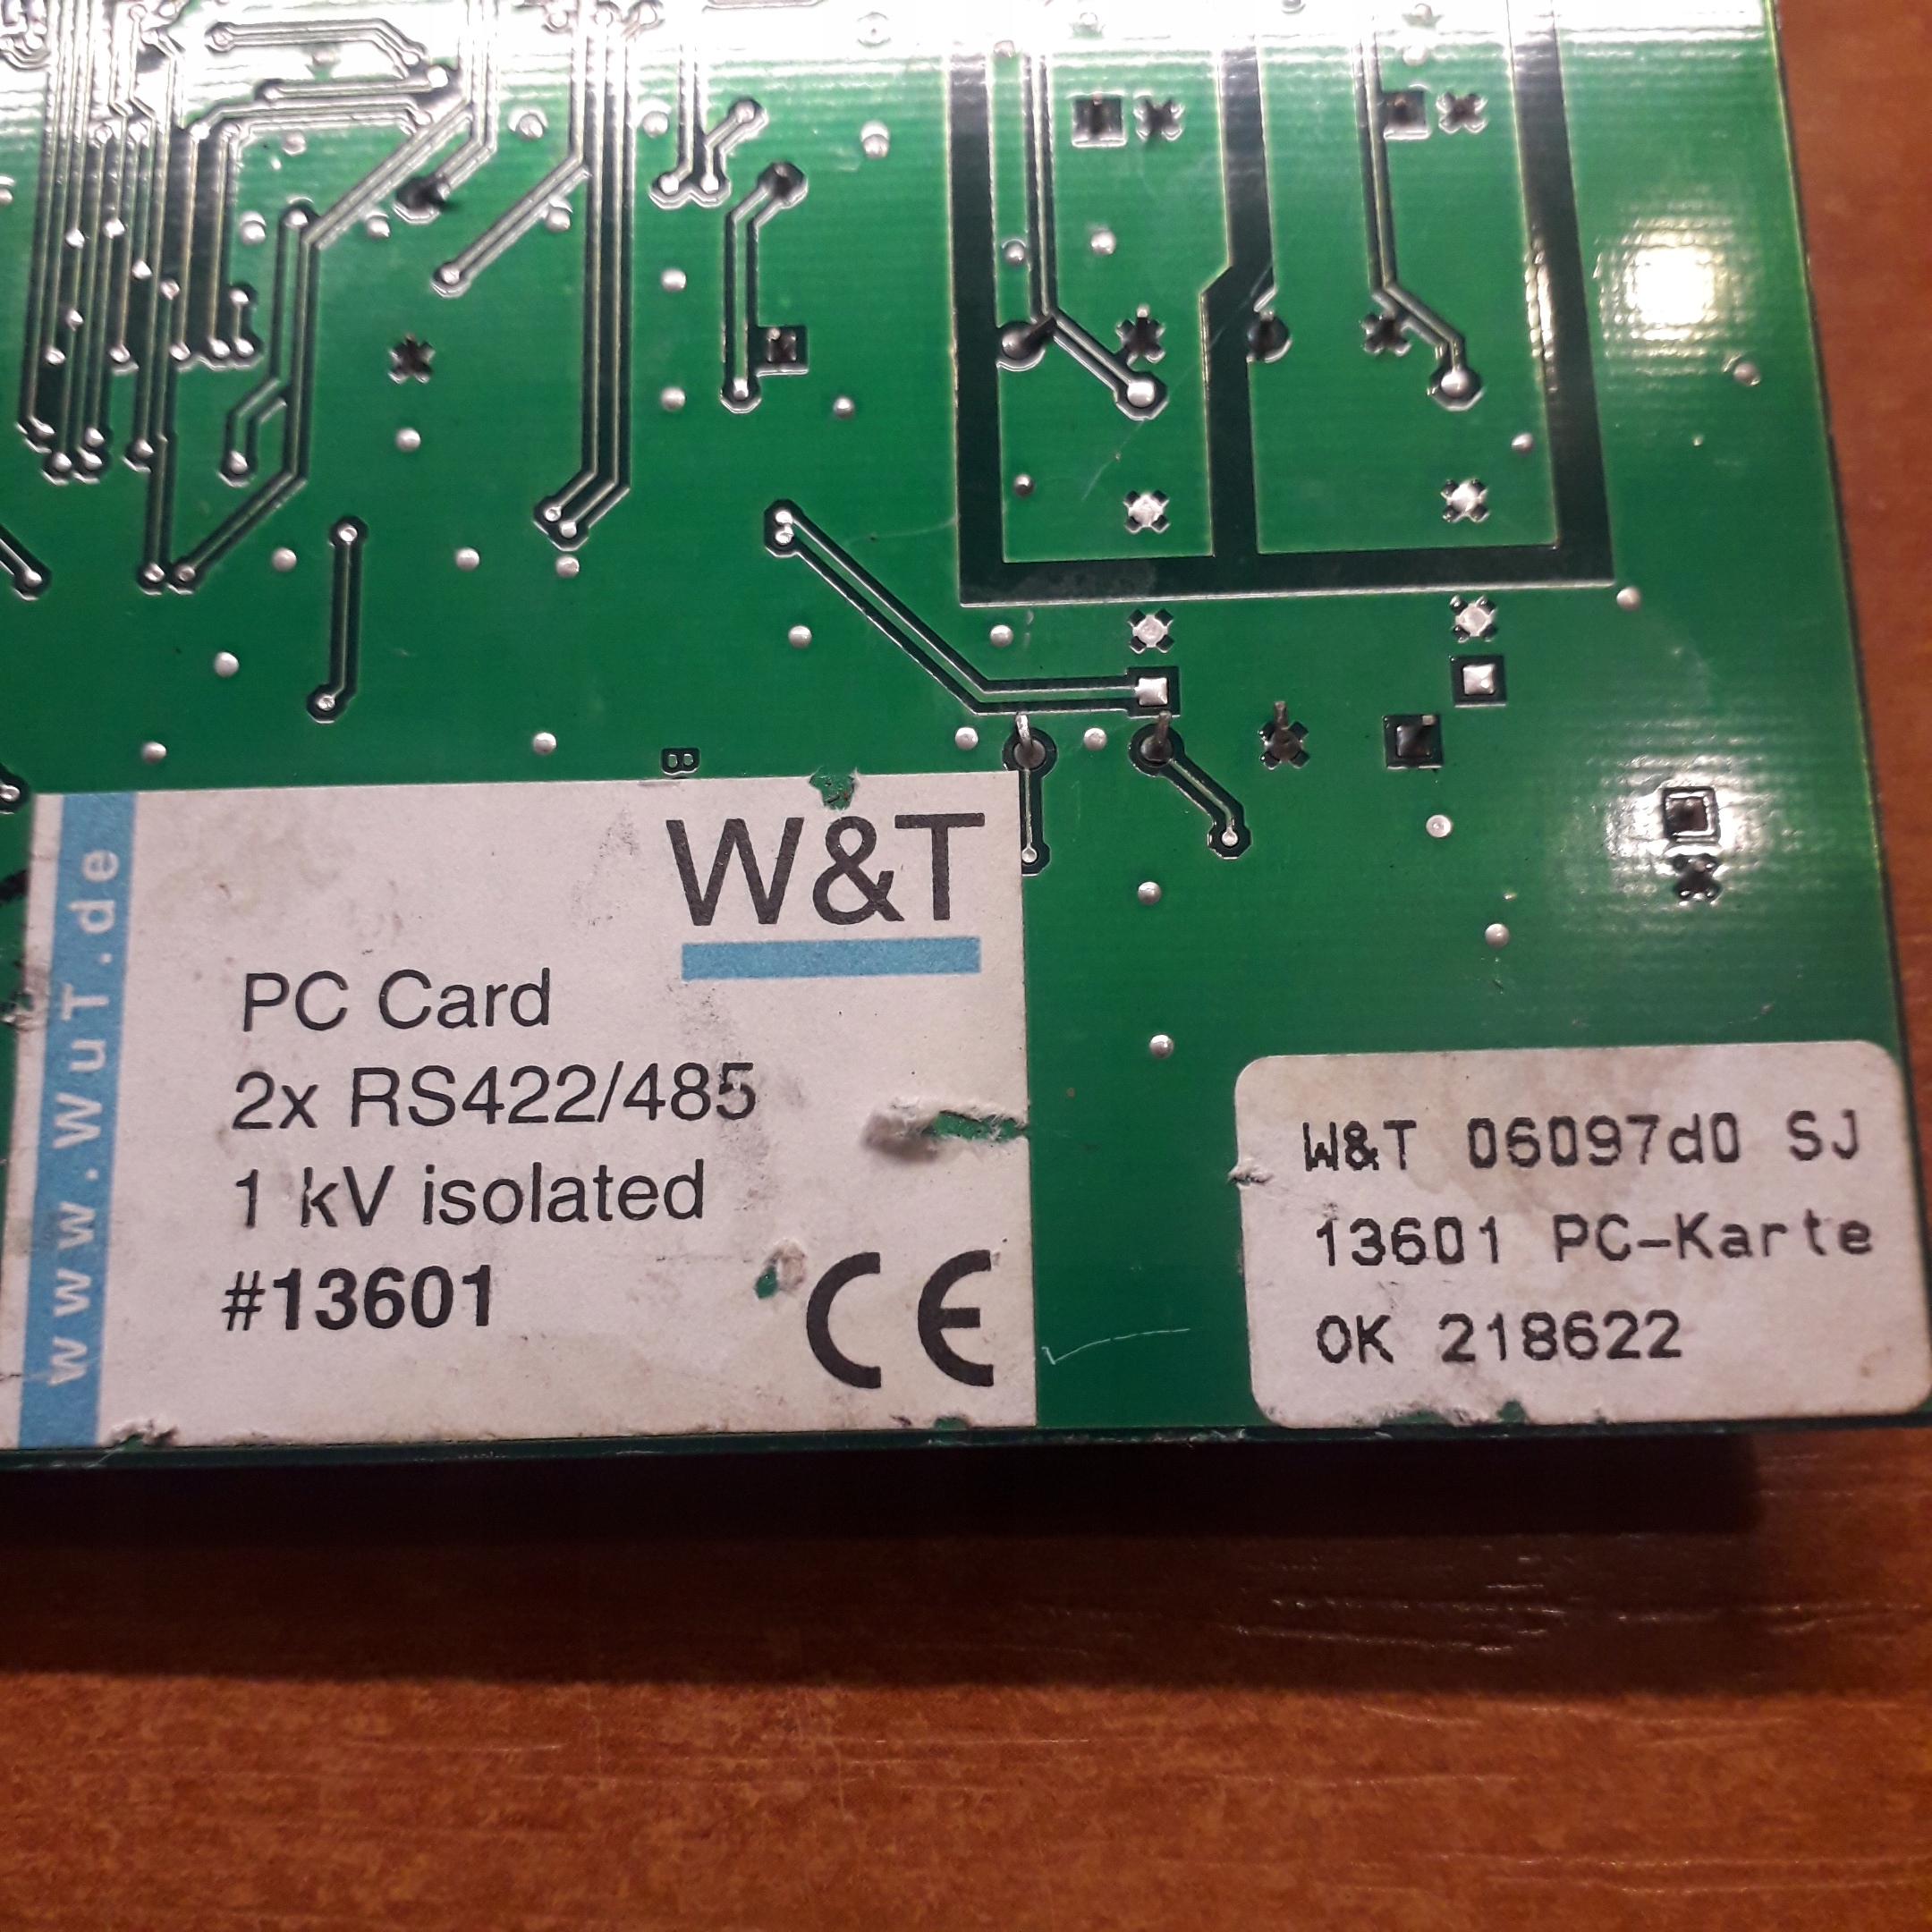 B
www.WuT.de
W&T
PC Card
2x RS422/485
1 kV isolated
#13601
CE
W&T 06097d0 SJ
13601 PC-Karte
OK 218622